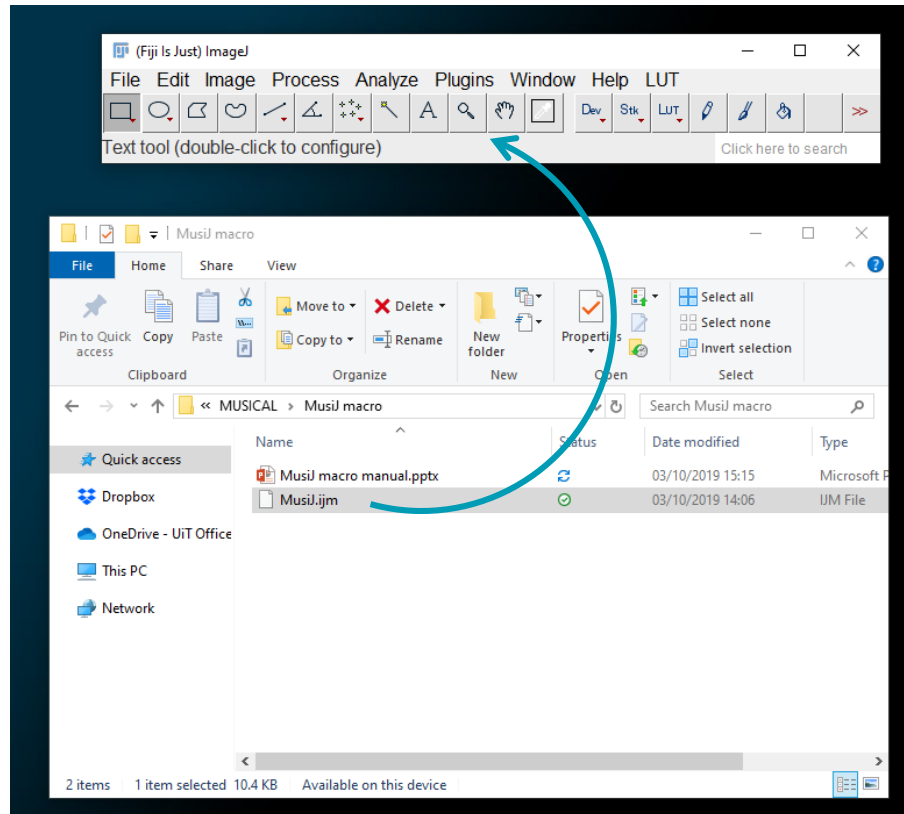 (Fiji Is Just) ImageJ
File Edit Image Process Analyze Plugins Window Help LUT
A Dev Stk LUT >>
Text tool (double-click to configure) Click here to search
MusiJ macro
File Home Share View
Pin to Quick access
Copy
Paste
Move to
Copy to
Delete
Rename
New folder
Properties
Select all
Select none
Invert selection
Clipboard Organize New Open Select
« MUSICAL > MusiJ macro Search MusiJ macro
Name Status Date modified Type
Quick access
Dropbox
OneDrive - UiT Office
This PC
Network
MusiJ macro manual.pptx 03/10/2019 15:15 Microsoft P
MusiJ.ijm 03/10/2019 14:06 IJM File
2 items 1 item selected 10.4 KB Available on this device